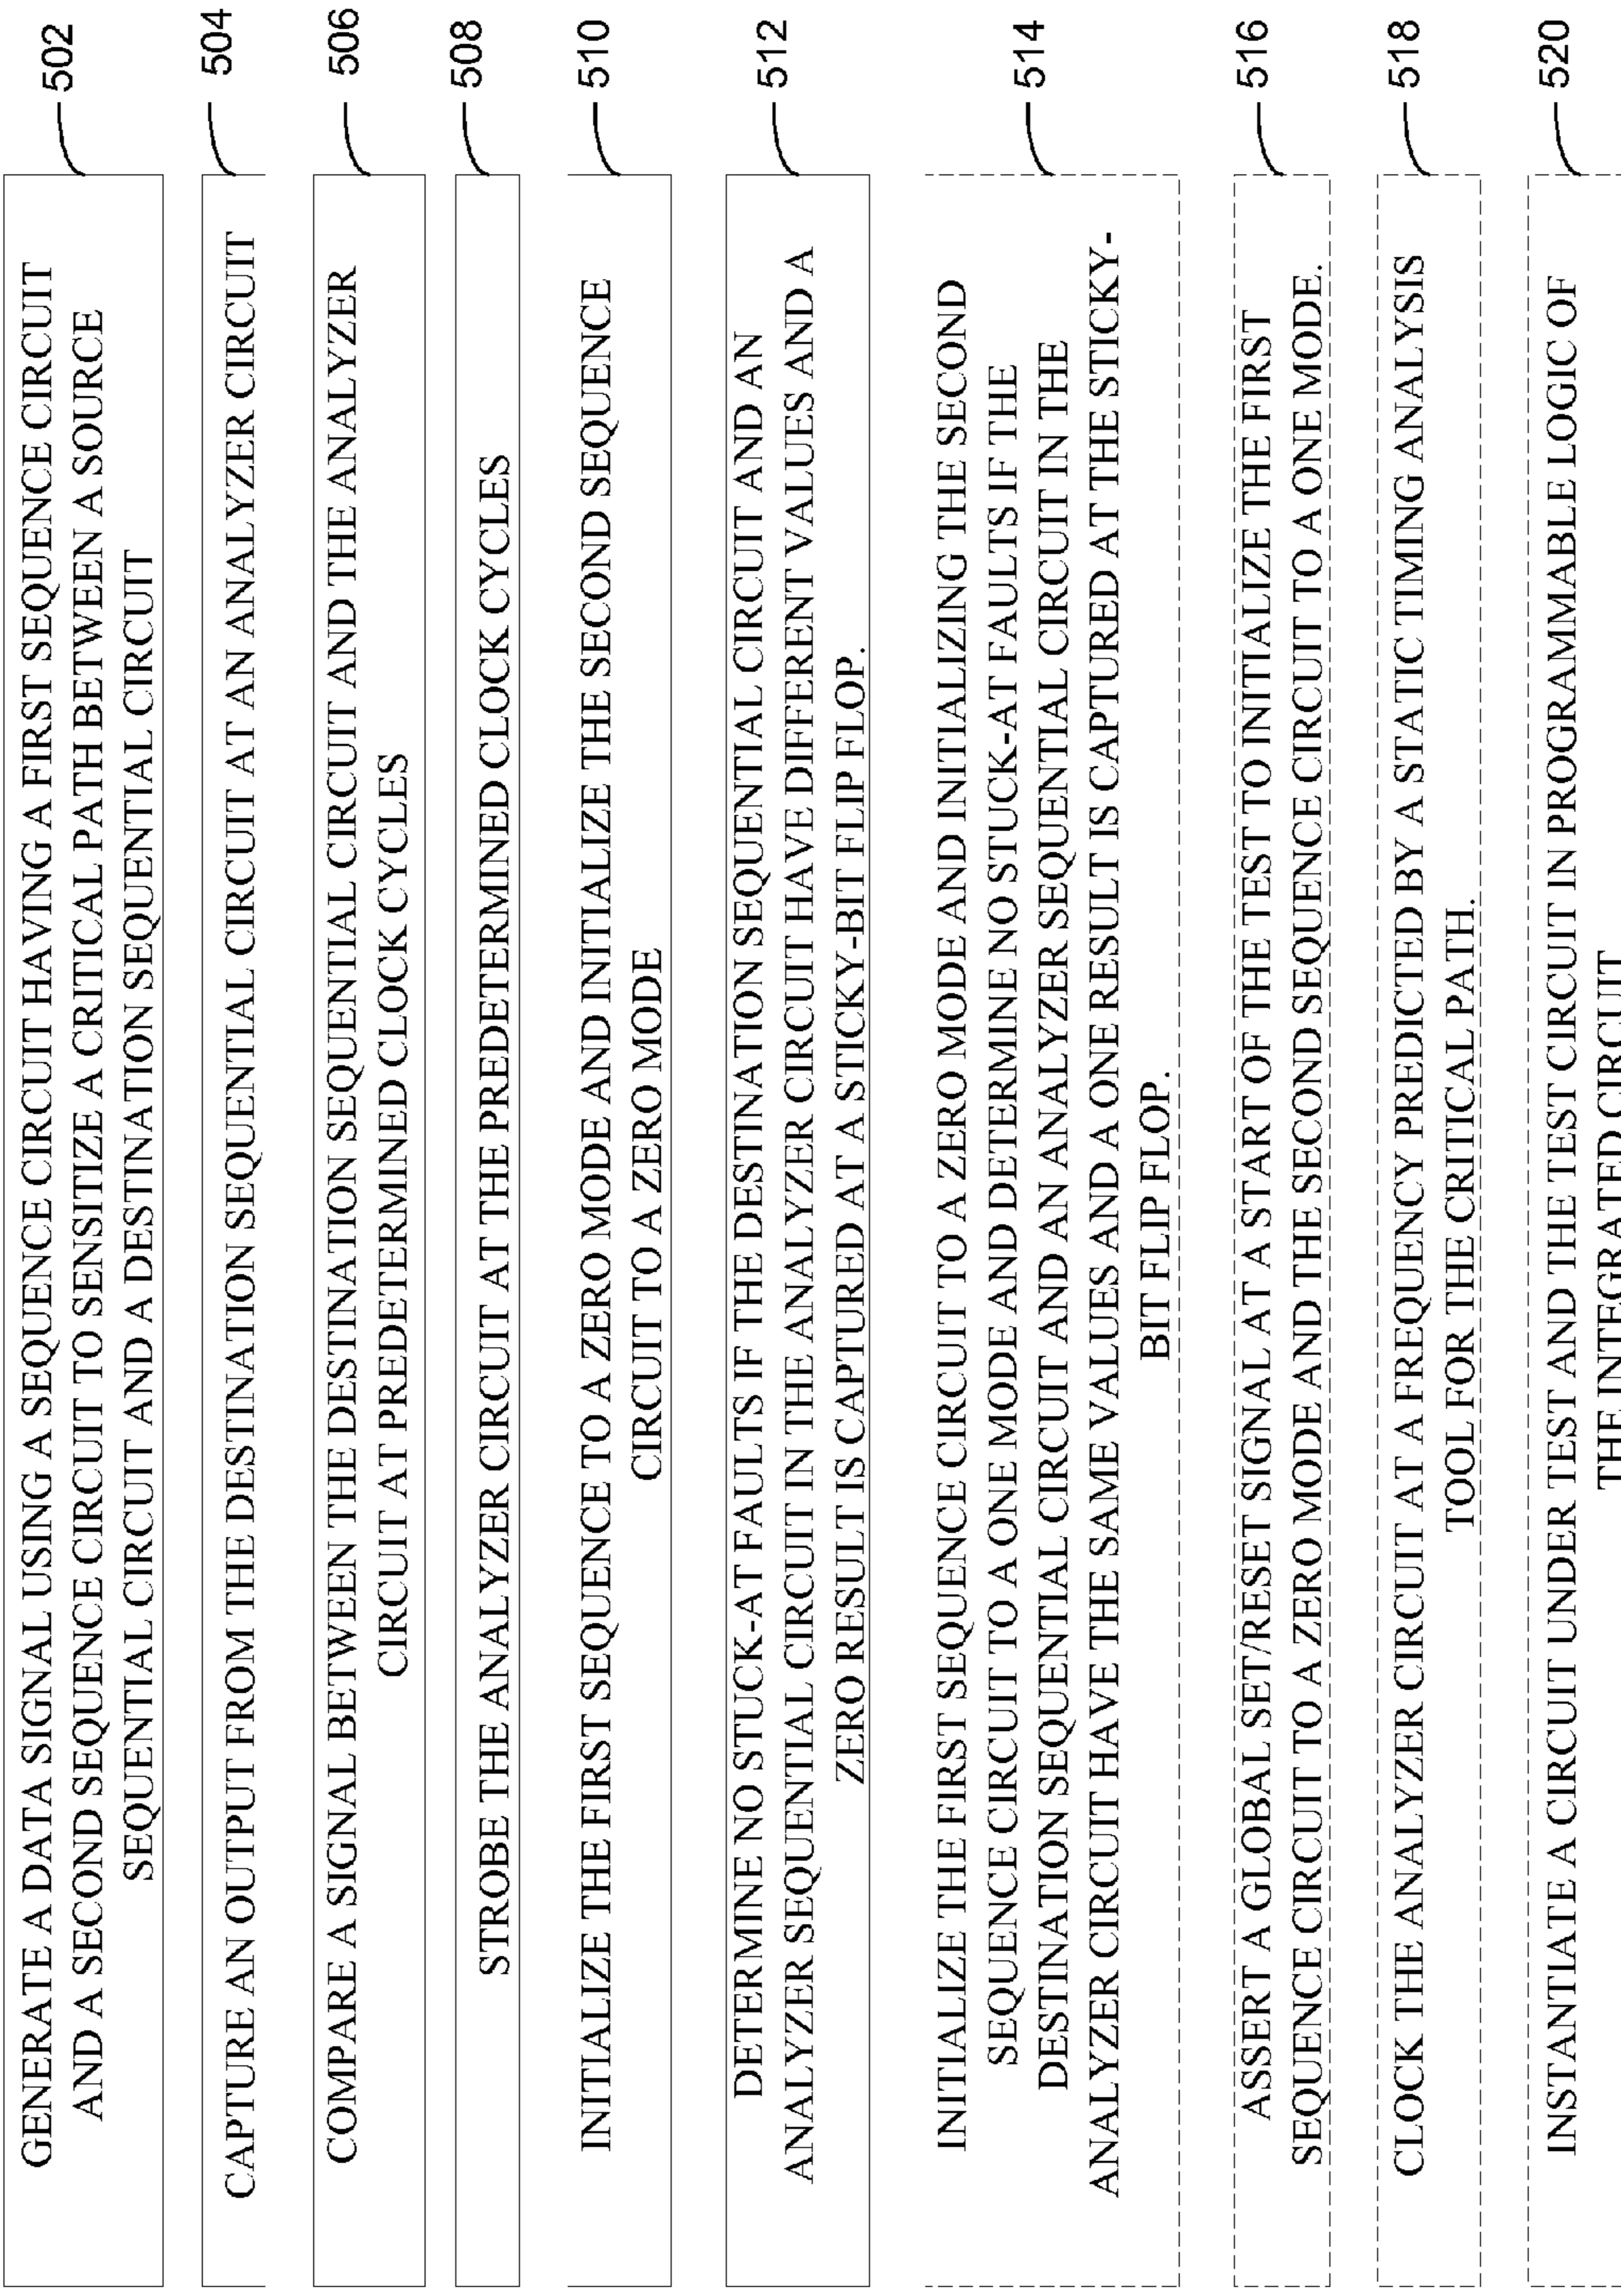 GENERATE A DATA SIGNAL USING A SEQUENCE CIRCUIT HAVING A FIRST SEQUENCE CIRCUIT
AND A SECOND SEQUENCE CIRCUIT TO SENSITIZE A CRITICAL PATH BETWEEN A SOURCE
SEQUENTIAL CIRCUIT AND A DESTINATION SEQUENTIAL CIRCUIT
502
CAPTURE AN OUTPUT FROM THE DESTINATION SEQUENTIAL CIRCUIT AT AN ANALYZER CIRCUIT
504
COMPARE A SIGNAL BETWEEN THE DESTINATION SEQUENTIAL CIRCUIT AND THE ANALYZER
CIRCUIT AT PREDETERMINED CLOCK CYCLES
506
STROBE THE ANALYZER CIRCUIT AT THE PREDETERMINED CLOCK CYCLES
508
INITIALIZE THE FIRST SEQUENCE TO A ZERO MODE AND INITIALIZE THE SECOND SEQUENCE
CIRCUIT TO A ZERO MODE
510
DETERMINE NO STUCK-AT FAULTS IF THE DESTINATION SEQUENTIAL CIRCUIT AND AN
ANALYZER SEQUENTIAL CIRCUIT IN THE ANALYZER CIRCUIT HAVE DIFFERENT VALUES AND A
ZERO RESULT IS CAPTURED AT A STICKY-BIT FLIP FLOP.
512
INITIALIZE THE FIRST SEQUENCE CIRCUIT TO A ZERO MODE AND INITIALIZING THE SECOND
SEQUENCE CIRCUIT TO A ONE MODE AND DETERMINE NO STUCK-AT FAULTS IF THE
DESTINATION SEQUENTIAL CIRCUIT AND AN ANALYZER SEQUENTIAL CIRCUIT IN THE
ANALYZER CIRCUIT HAVE THE SAME VALUES AND A ONE RESULT IS CAPTURED AT THE STICKY-
BIT FLIP FLOP.
514
ASSERT A GLOBAL SET/RESET SIGNAL AT A START OF THE TEST TO INITIALIZE THE FIRST
SEQUENCE CIRCUIT TO A ZERO MODE AND THE SECOND SEQUENCE CIRCUIT TO A ONE MODE.
516
CLOCK THE ANALYZER CIRCUIT AT A FREQUENCY PREDICTED BY A STATIC TIMING ANALYSIS
TOOL FOR THE CRITICAL PATH.
518
INSTANTIATE A CIRCUIT UNDER TEST AND THE TEST CIRCUIT IN PROGRAMMABLE LOGIC OF
THE INTEGRATED CIRCUIT
520